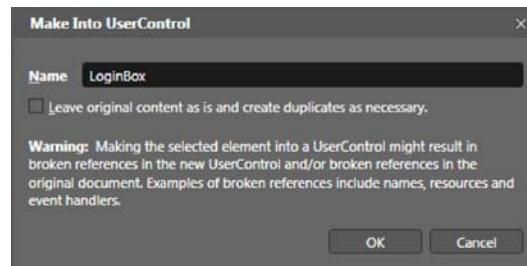 Make Into UserControl
Name LoginBox
Leave original content as is and create duplicates as necessary.
Warning: Making the selected element into a UserControl might result in
broken references in the new UserControl and/or broken references in the
original document. Examples of broken references include names, resources and
event handlers.
OK Cancel